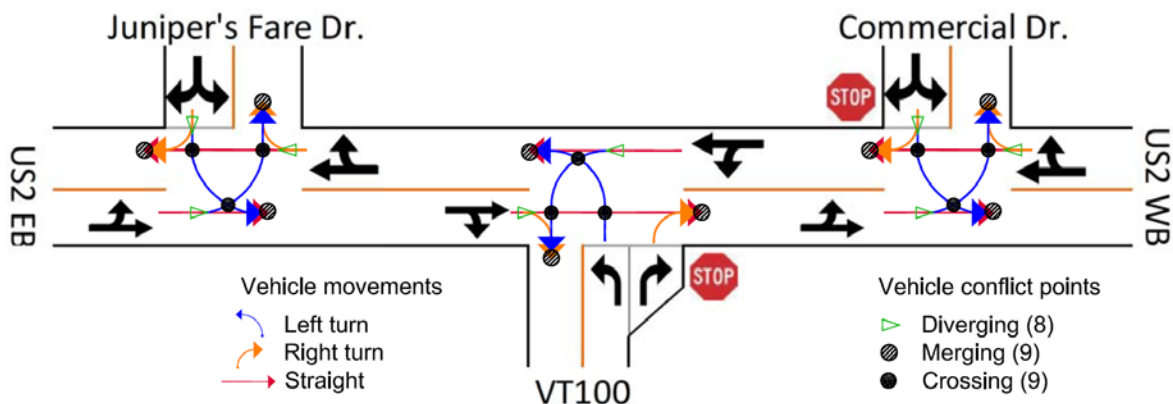 Juniper's Fare Dr.
Commercial Dr.
STOP
US2 EB
US2 WB
STOP
Vehicle movements
Left turn
Right turn
Straight
VT100
Vehicle conflict points
Diverging (8)
Merging (9)
Crossing (9)